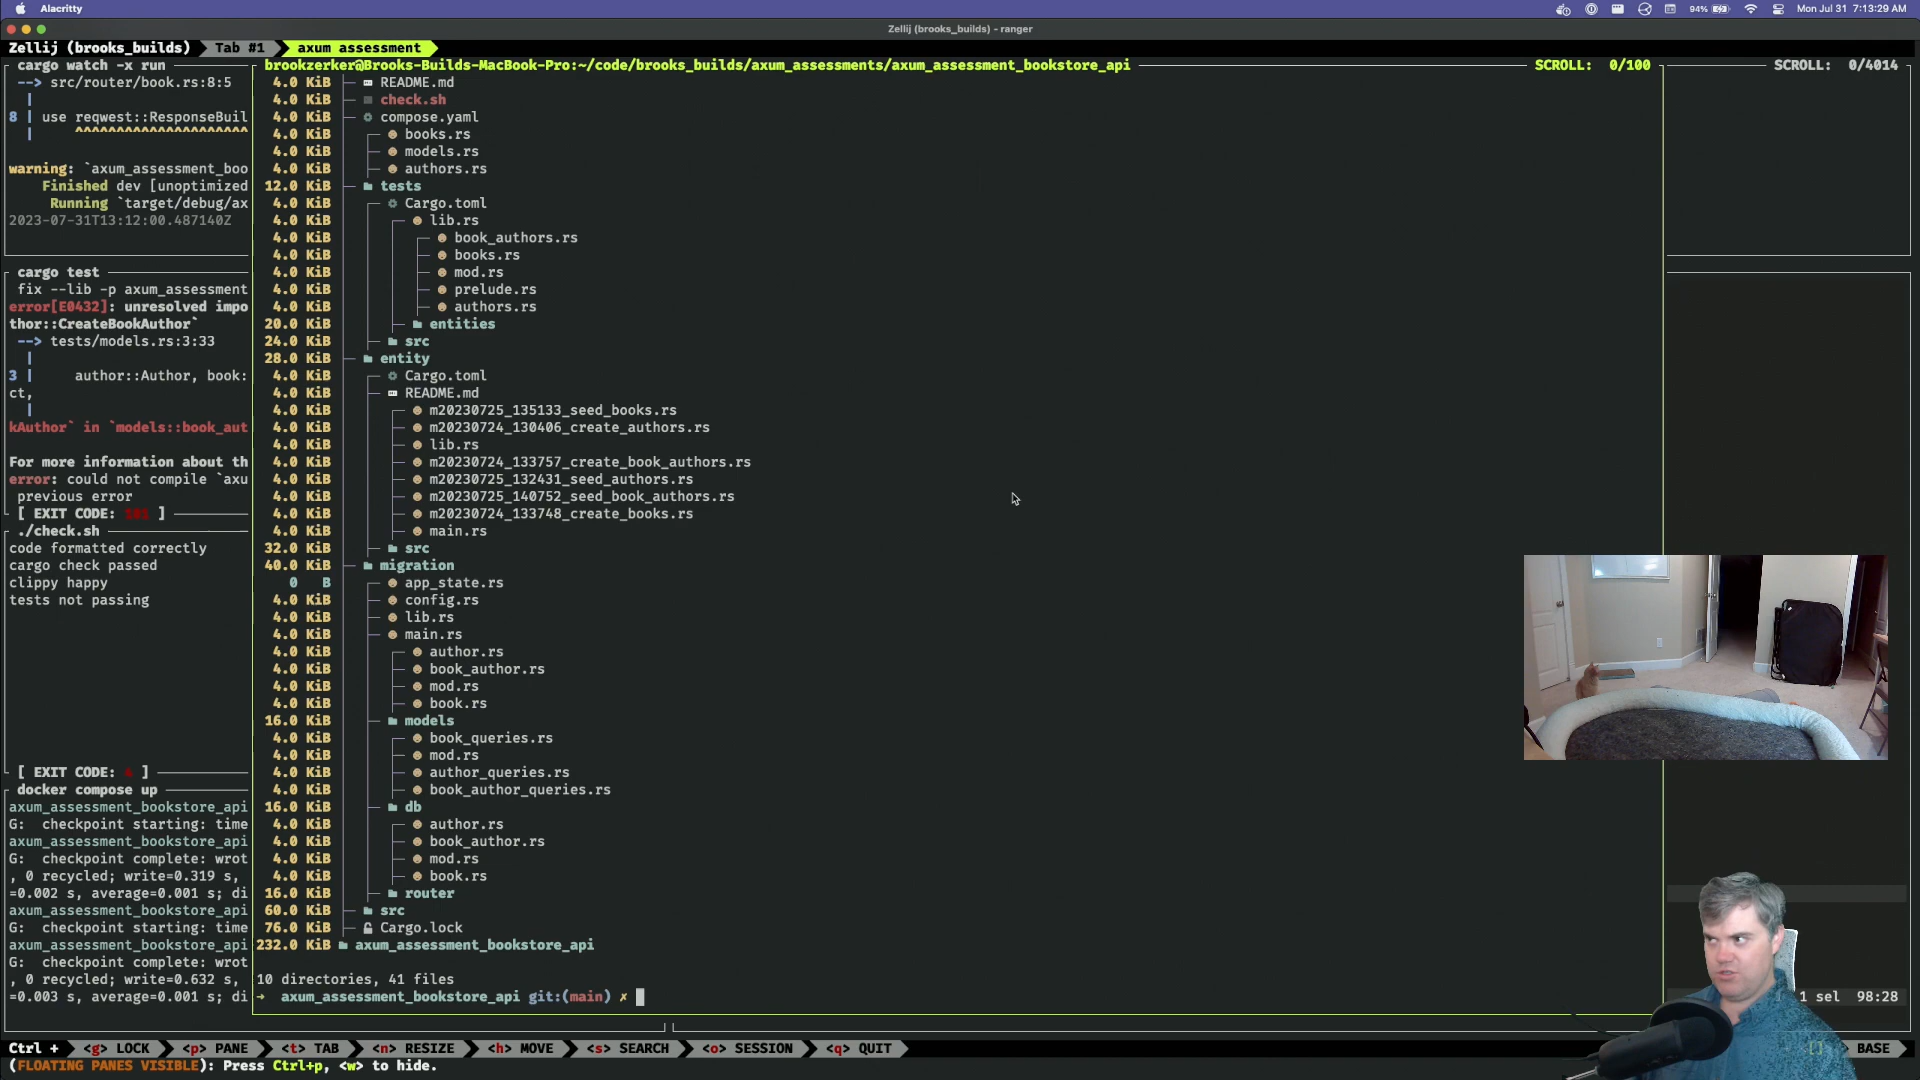 Alacritty
94%
Mon Jul 31 7:13:29 AM
Zellij (brooks_builds) - ranger
Zellij (brooks_builds) Tab #1 axum assessment
cargo watch -x run
--> src/router/book.rs:8:5
|
8 | use reqwest::ResponseBuil
| ^^^^^^^^^^^^^^^^^^^^^
warning: `axum_assessment_boo
Finished dev [unoptimized
Running `target/debug/ax
2023-07-31T13:12:00.487140Z
cargo test
fix --lib -p axum_assessment
error[E0432]: unresolved impo
thor::CreateBookAuthor`
--> tests/models.rs:3:33
|
3 | author::Author, book:
ct,
|
kAuthor` in `models::book_aut
For more information about th
error: could not compile `axu
previous error
[ EXIT CODE: 101 ]
./check.sh
code formatted correctly
cargo check passed
clippy happy
tests not passing
[ EXIT CODE: ]
docker compose up
axum_assessment_bookstore_api
G: checkpoint starting: time
axum_assessment_bookstore_api
G: checkpoint complete: wrot
, 0 recycled; write=0.319 s,
=0.002 s, average=0.001 s; di
axum_assessment_bookstore_api
G: checkpoint starting: time
axum_assessment_bookstore_api
G: checkpoint complete: wrot
, 0 recycled; write=0.632 s,
=0.003 s, average=0.001 s; di
brookzerker@Brooks-Builds-MacBook-Pro:~/code/brooks_builds/axum_assessments/axum_assessment_bookstore_api SCROLL: 0/100
4.0 KiB README.md
4.0 KiB check.sh
4.0 KiB compose.yaml
4.0 KiB books.rs
4.0 KiB models.rs
4.0 KiB authors.rs
12.0 KiB tests
4.0 KiB Cargo.toml
4.0 KiB lib.rs
4.0 KiB book_authors.rs
4.0 KiB books.rs
4.0 KiB mod.rs
4.0 KiB prelude.rs
4.0 KiB authors.rs
20.0 KiB entities
24.0 KiB src
28.0 KiB entity
4.0 KiB Cargo.toml
4.0 KiB README.md
4.0 KiB m20230725_135133_seed_books.rs
4.0 KiB m20230724_130406_create_authors.rs
4.0 KiB lib.rs
4.0 KiB m20230724_133757_create_book_authors.rs
4.0 KiB m20230725_132431_seed_authors.rs
4.0 KiB m20230725_140752_seed_book_authors.rs
4.0 KiB m20230724_133748_create_books.rs
4.0 KiB main.rs
32.0 KiB src
40.0 KiB migration
0 B app_state.rs
4.0 KiB config.rs
4.0 KiB lib.rs
4.0 KiB main.rs
4.0 KiB author.rs
4.0 KiB book_author.rs
4.0 KiB mod.rs
4.0 KiB book.rs
16.0 KiB models
4.0 KiB book_queries.rs
4.0 KiB mod.rs
4.0 KiB author_queries.rs
4.0 KiB book_author_queries.rs
16.0 KiB db
4.0 KiB author.rs
4.0 KiB book_author.rs
4.0 KiB mod.rs
4.0 KiB book.rs
16.0 KiB router
60.0 KiB src
76.0 KiB Cargo.lock
232.0 KiB axum_assessment_bookstore_api
10 directories, 41 files
→ axum_assessment_bookstore_api git:(main) ✗
SCROLL: 0/4014
1 sel 98:28
Ctrl + <g> LOCK <p> PANE <t> TAB <n> RESIZE <h> MOVE <s> SEARCH <o> SESSION <q> QUIT
[] BASE
(FLOATING PANES VISIBLE): Press Ctrl+p, <w> to hide.